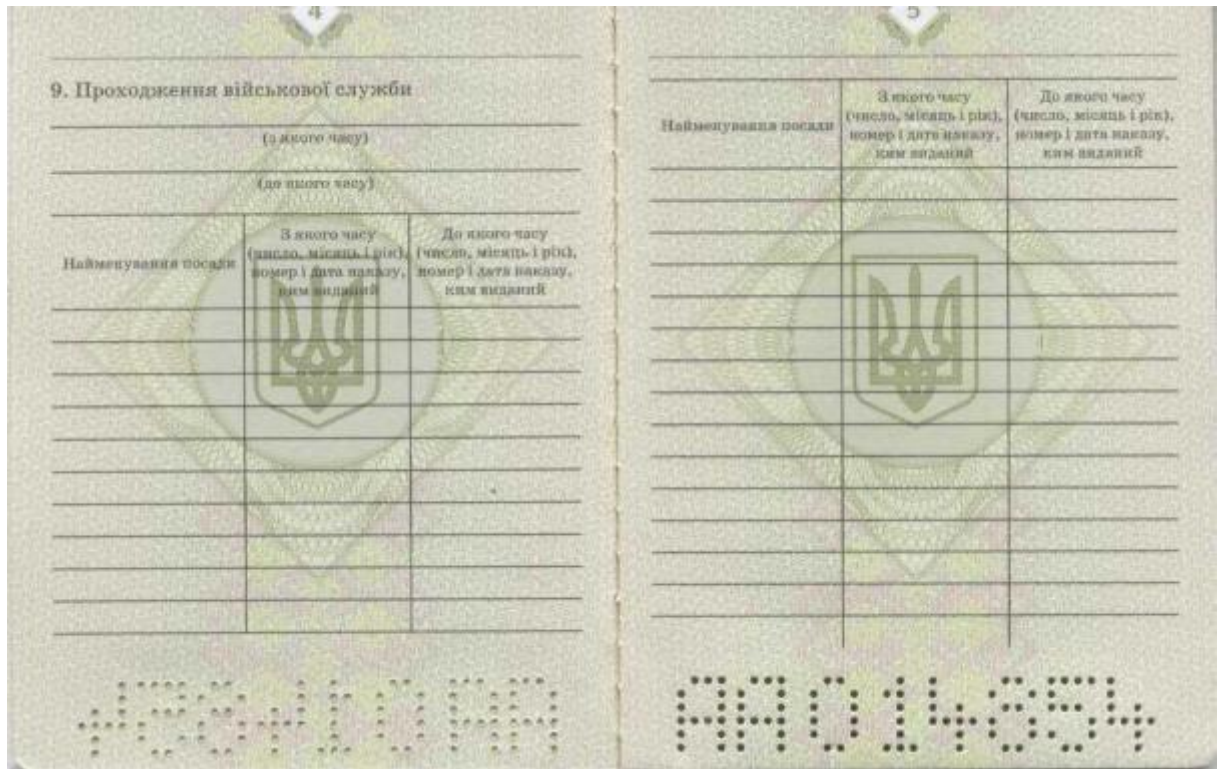 4
9. Проходження військової служби
(з якого часу)
(до якого часу)
Найменування посади
З якого часу
(число, місяць і рік),
номер і дата наказу,
ким виданий
До якого часу
(число, місяць і рік),
номер і дата наказу,
ким виданий
5
Найменування посади
З якого часу
(число, місяць і рік),
номер і дата наказу,
ким виданий
До якого часу
(число, місяць і рік),
номер і дата наказу,
ким виданий
АА014654